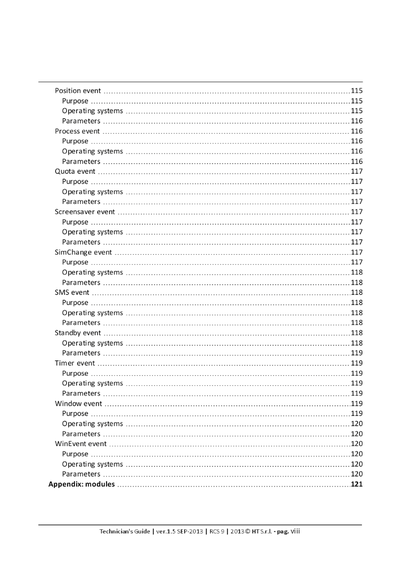 Position event ........ 115
Purpose ........ 115
Operating systems ........ 115
Parameters ........ 116
Process event ........ 116
Purpose ........ 116
Operating systems ........ 116
Parameters ........ 116
Quota event ........ 117
Purpose ........ 117
Operating systems ........ 117
Parameters ........ 117
Screensaver event ........ 117
Purpose ........ 117
Operating systems ........ 117
Parameters ........ 117
SimChange event ........ 117
Purpose ........ 117
Operating systems ........ 118
Parameters ........ 118
SMS event ........ 118
Purpose ........ 118
Operating systems ........ 118
Parameters ........ 118
Standby event ........ 118
Operating systems ........ 118
Parameters ........ 119
Timer event ........ 119
Purpose ........ 119
Operating systems ........ 119
Parameters ........ 119
Window event ........ 119
Purpose ........ 119
Operating systems ........ 120
Parameters ........ 120
WinEvent event ........ 120
Purpose ........ 120
Operating systems ........ 120
Parameters ........ 120
Appendix: modules ........ 121
Technician's Guide | ver.1.5 SEP-2013 | RCS 9 | 2013 © HT S.r.l. - pag. viii